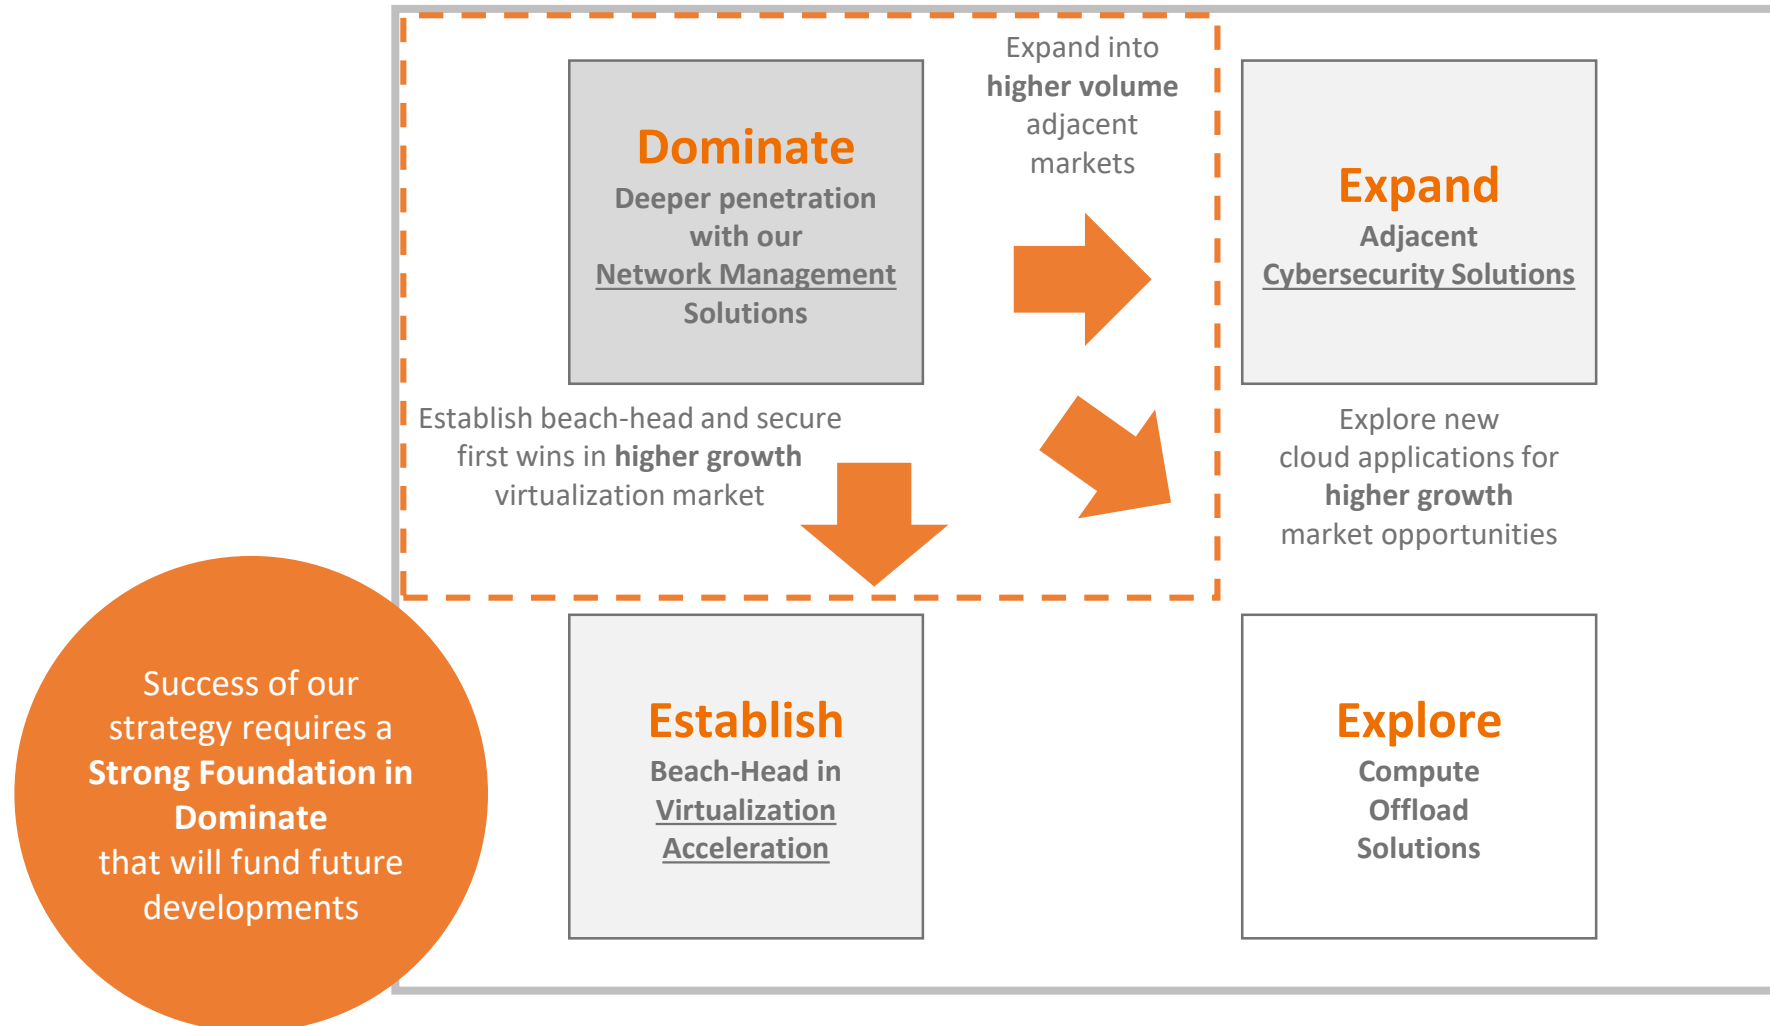 Dominate
Deeper penetration
with our
Network Management
Solutions
Expand into
higher volume
adjacent
markets
Expand
Adjacent
Cybersecurity Solutions
Establish beach-head and secure
first wins in higher growth
virtualization market
Explore new
cloud applications for
higher growth
market opportunities
Success of our
strategy requires a
Strong Foundation in
Dominate
that will fund future
developments
Establish
Beach-Head in
Virtualization
Acceleration
Explore
Compute
Offload
Solutions